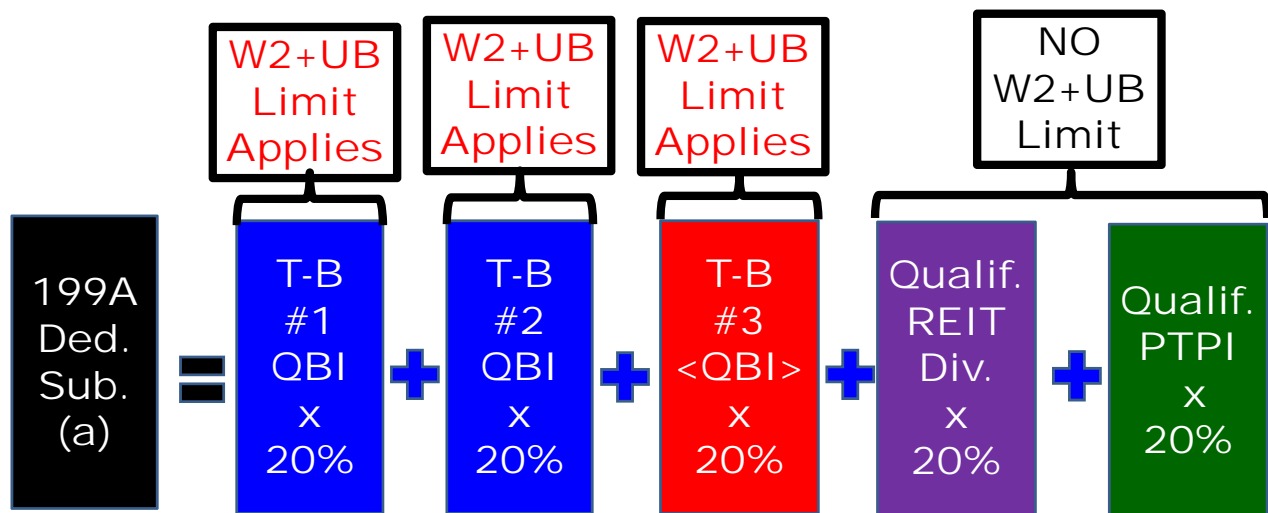 W2+UB
Limit
Applies
W2+UB
Limit
Applies
W2+UB
Limit
Applies
NO
W2+UB
Limit
199A
Ded.
Sub.
(a)
=
T-B
#1
QBI
x
20%
+
T-B
#2
QBI
x
20%
+
T-B
#3
<QBI>
x
20%
+
Qualif.
REIT
Div.
x
20%
+
Qualif.
PTPI
x
20%